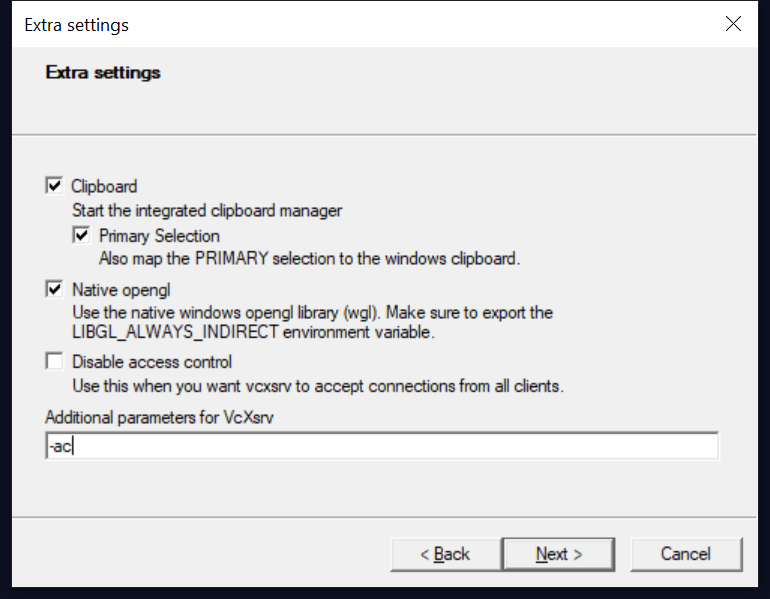 Extra settings
Extra settings
Clipboard
Start the integrated clipboard manager
Primary Selection
Also map the PRIMARY selection to the windows clipboard.
Native opengl
Use the native windows opengl library (wgl). Make sure to export the
LIBGL_ALWAYS_INDIRECT environment variable.
Disable access control
Use this when you want vcxsrv to accept connections from all clients.
Additional parameters for VcXsrv
-ac
< Back
Next >
Cancel